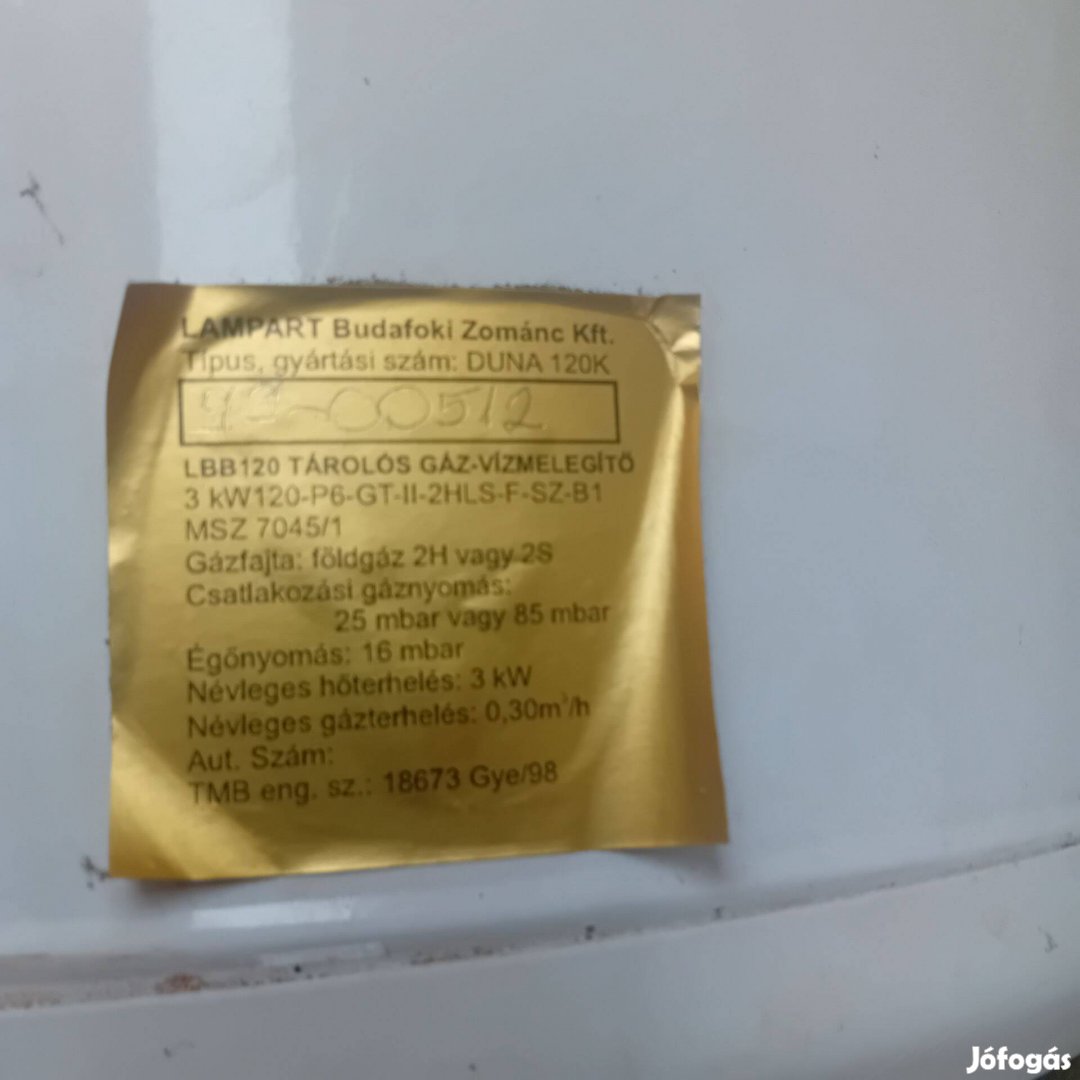 LAMPART Budafoki Zománc Kft.
Típus, gyártási szám: DUNA 120K
-00512
LBB120 TÁROLÓS GÁZ-VÍZMELEGÍTŐ
3 kW120-P6-GT-II-2HLS-F-SZ-B1
MSZ 7045/1
Gázfajta: földgáz 2H vagy 2S
Csatlakozási gáznyomás:
25 mbar vagy 85 mbar
Égőnyomás: 16 mbar
Névleges hőterhelés: 3 kW
Névleges gázterhelés: 0,30m³/h
Aut. Szám:
TMB eng. sz.: 18673 Gye/98
Jófogás